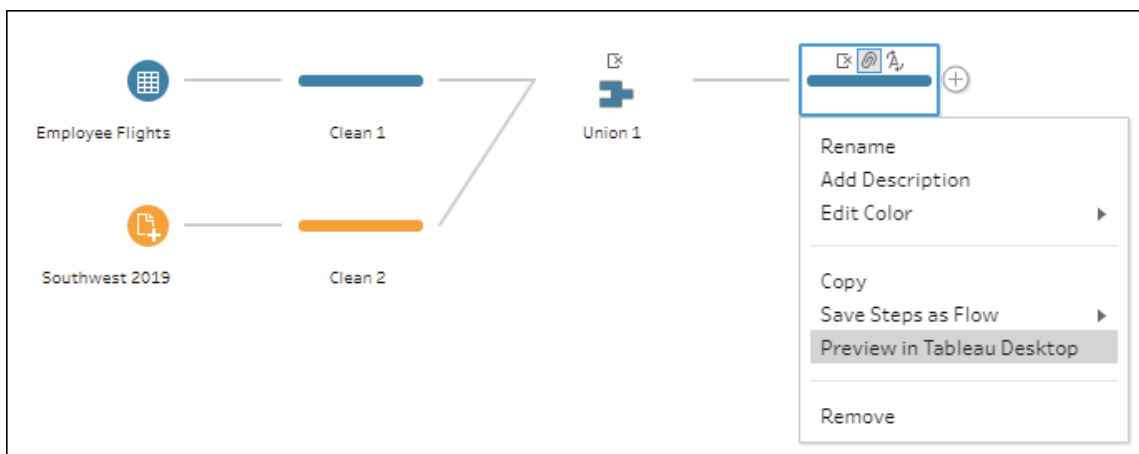 Employee Flights
Clean 1
Union 1
Southwest 2019
Clean 2
Rename
Add Description
Edit Color
Copy
Save Steps as Flow
Preview in Tableau Desktop
Remove